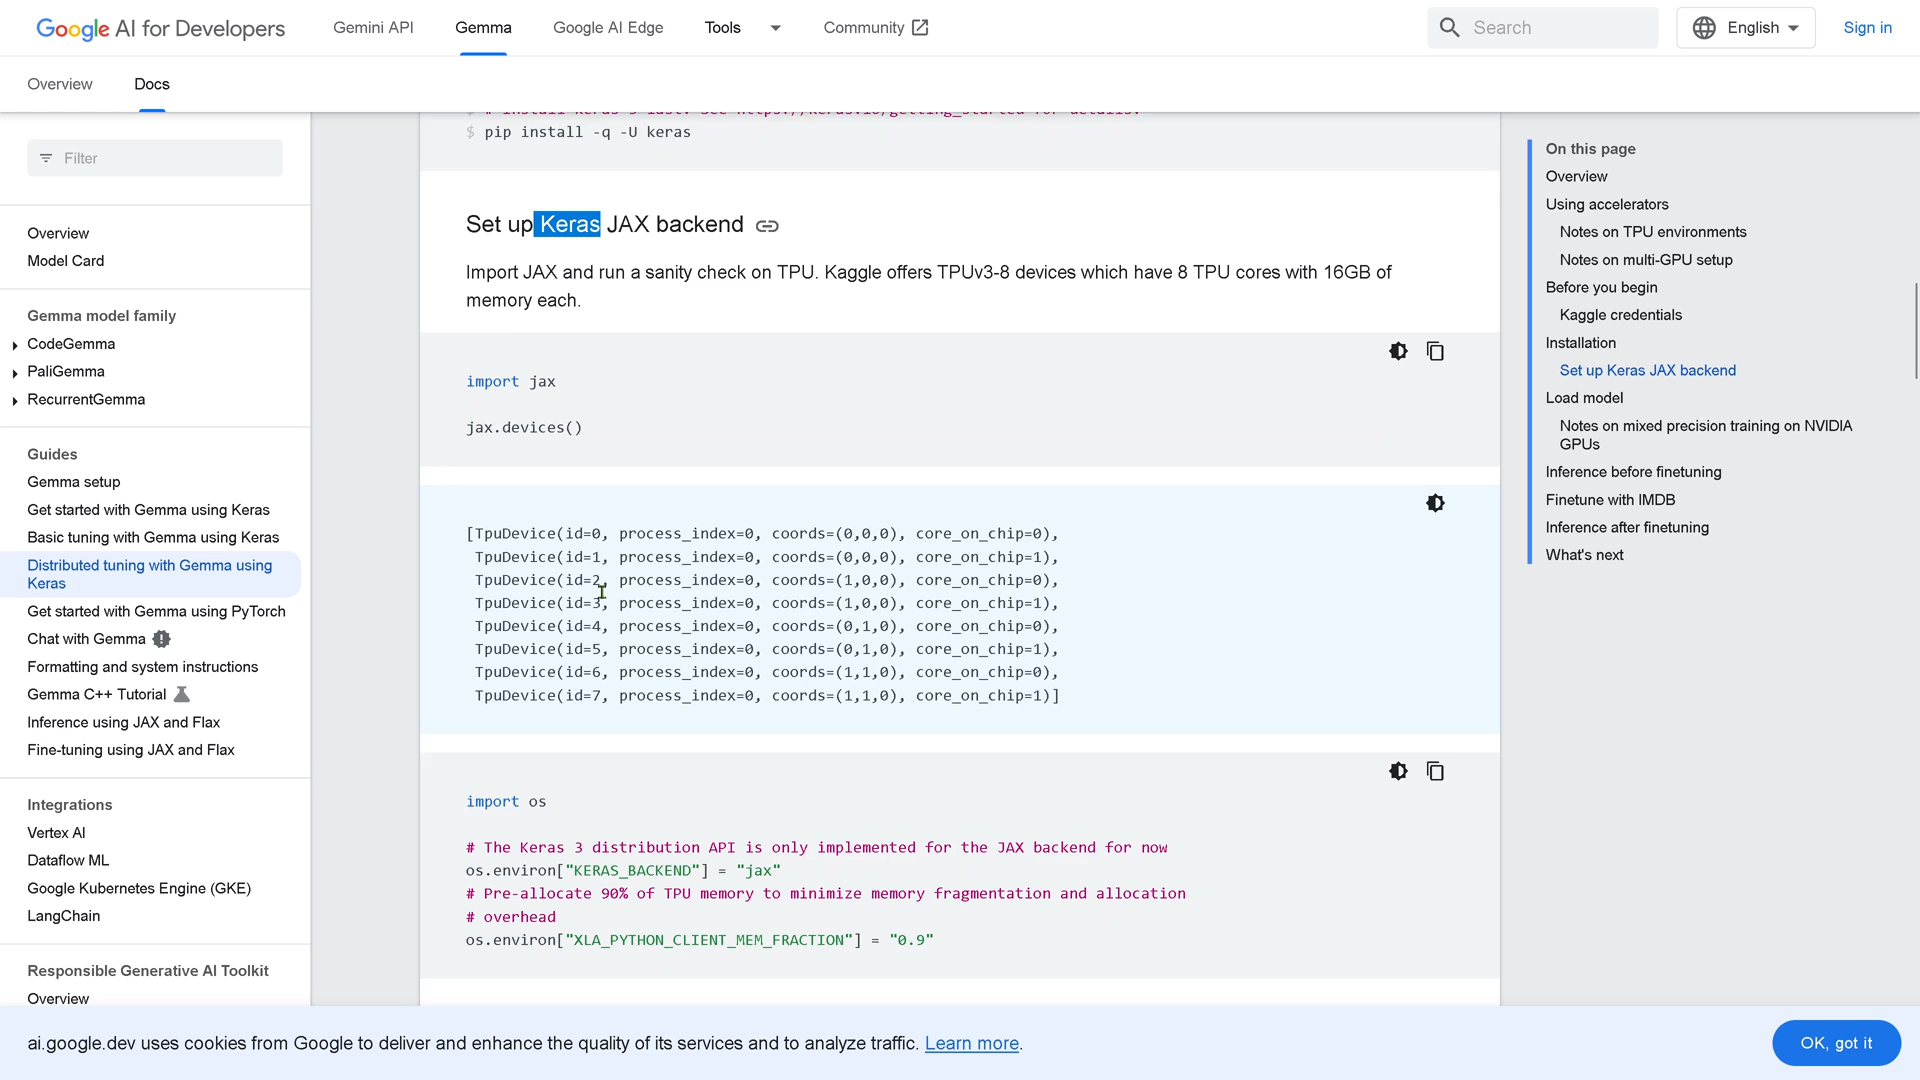 Google AI for Developers
Gemini API
Gemma
Google AI Edge
Tools
Community
Search
English
Sign in
Overview
Docs
Filter
Overview
Model Card
Gemma model family
CodeGemma
PaliGemma
RecurrentGemma
Guides
Gemma setup
Get started with Gemma using Keras
Basic tuning with Gemma using Keras
Distributed tuning with Gemma using
Keras
Get started with Gemma using PyTorch
Chat with Gemma
Formatting and system instructions
Gemma C++ Tutorial
Inference using JAX and Flax
Fine-tuning using JAX and Flax
Integrations
Vertex AI
Dataflow ML
Google Kubernetes Engine (GKE)
LangChain
Responsible Generative AI Toolkit
Overview
$ # Install Keras 3 last. See https://keras.io/getting_started for details.
$ pip install -q -U keras
Set up Keras JAX backend
Import JAX and run a sanity check on TPU. Kaggle offers TPUv3-8 devices which have 8 TPU cores with 16GB of
memory each.
import jax
jax.devices()
[TpuDevice(id=0, process_index=0, coords=(0,0,0), core_on_chip=0),
TpuDevice(id=1, process_index=0, coords=(0,0,0), core_on_chip=1),
TpuDevice(id=2, process_index=0, coords=(1,0,0), core_on_chip=0),
TpuDevice(id=3, process_index=0, coords=(1,0,0), core_on_chip=1),
TpuDevice(id=4, process_index=0, coords=(0,1,0), core_on_chip=0),
TpuDevice(id=5, process_index=0, coords=(0,1,0), core_on_chip=1),
TpuDevice(id=6, process_index=0, coords=(1,1,0), core_on_chip=0),
TpuDevice(id=7, process_index=0, coords=(1,1,0), core_on_chip=1)]
import os
# The Keras 3 distribution API is only implemented for the JAX backend for now
os.environ["KERAS_BACKEND"] = "jax"
# Pre-allocate 90% of TPU memory to minimize memory fragmentation and allocation
# overhead
os.environ["XLA_PYTHON_CLIENT_MEM_FRACTION"] = "0.9"
On this page
Overview
Using accelerators
Notes on TPU environments
Notes on multi-GPU setup
Before you begin
Kaggle credentials
Installation
Set up Keras JAX backend
Load model
Notes on mixed precision training on NVIDIA
GPUs
Inference before finetuning
Finetune with IMDB
Inference after finetuning
What's next
ai.google.dev uses cookies from Google to deliver and enhance the quality of its services and to analyze traffic. Learn more.
OK, got it